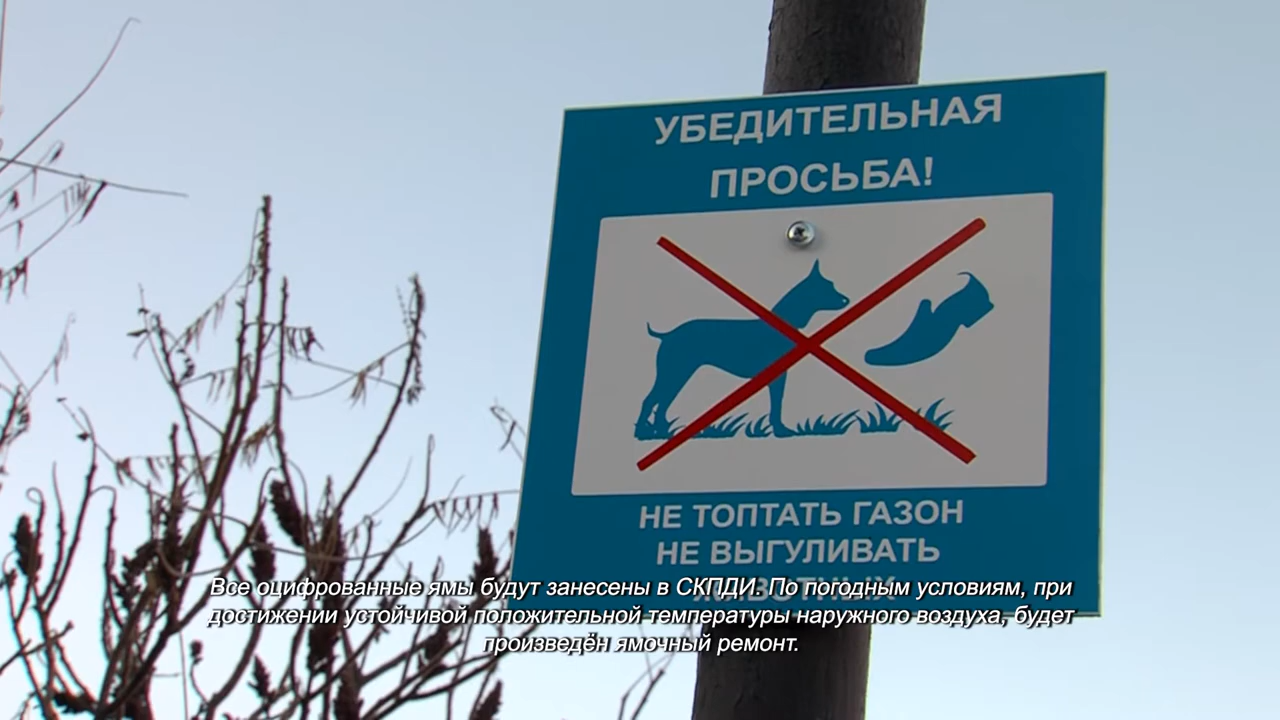 УБЕДИТЕЛЬНАЯ
ПРОСЬБА!
НЕ ТОПТАТЬ ГАЗОН
НЕ ВЫГУЛИВАТЬ
Все оцифрованные ямы будут занесены в СКПДИ. По погодным условиям, при
достижении устойчивой положительной температуры наружного воздуха, будет
произведён ямочный ремонт.